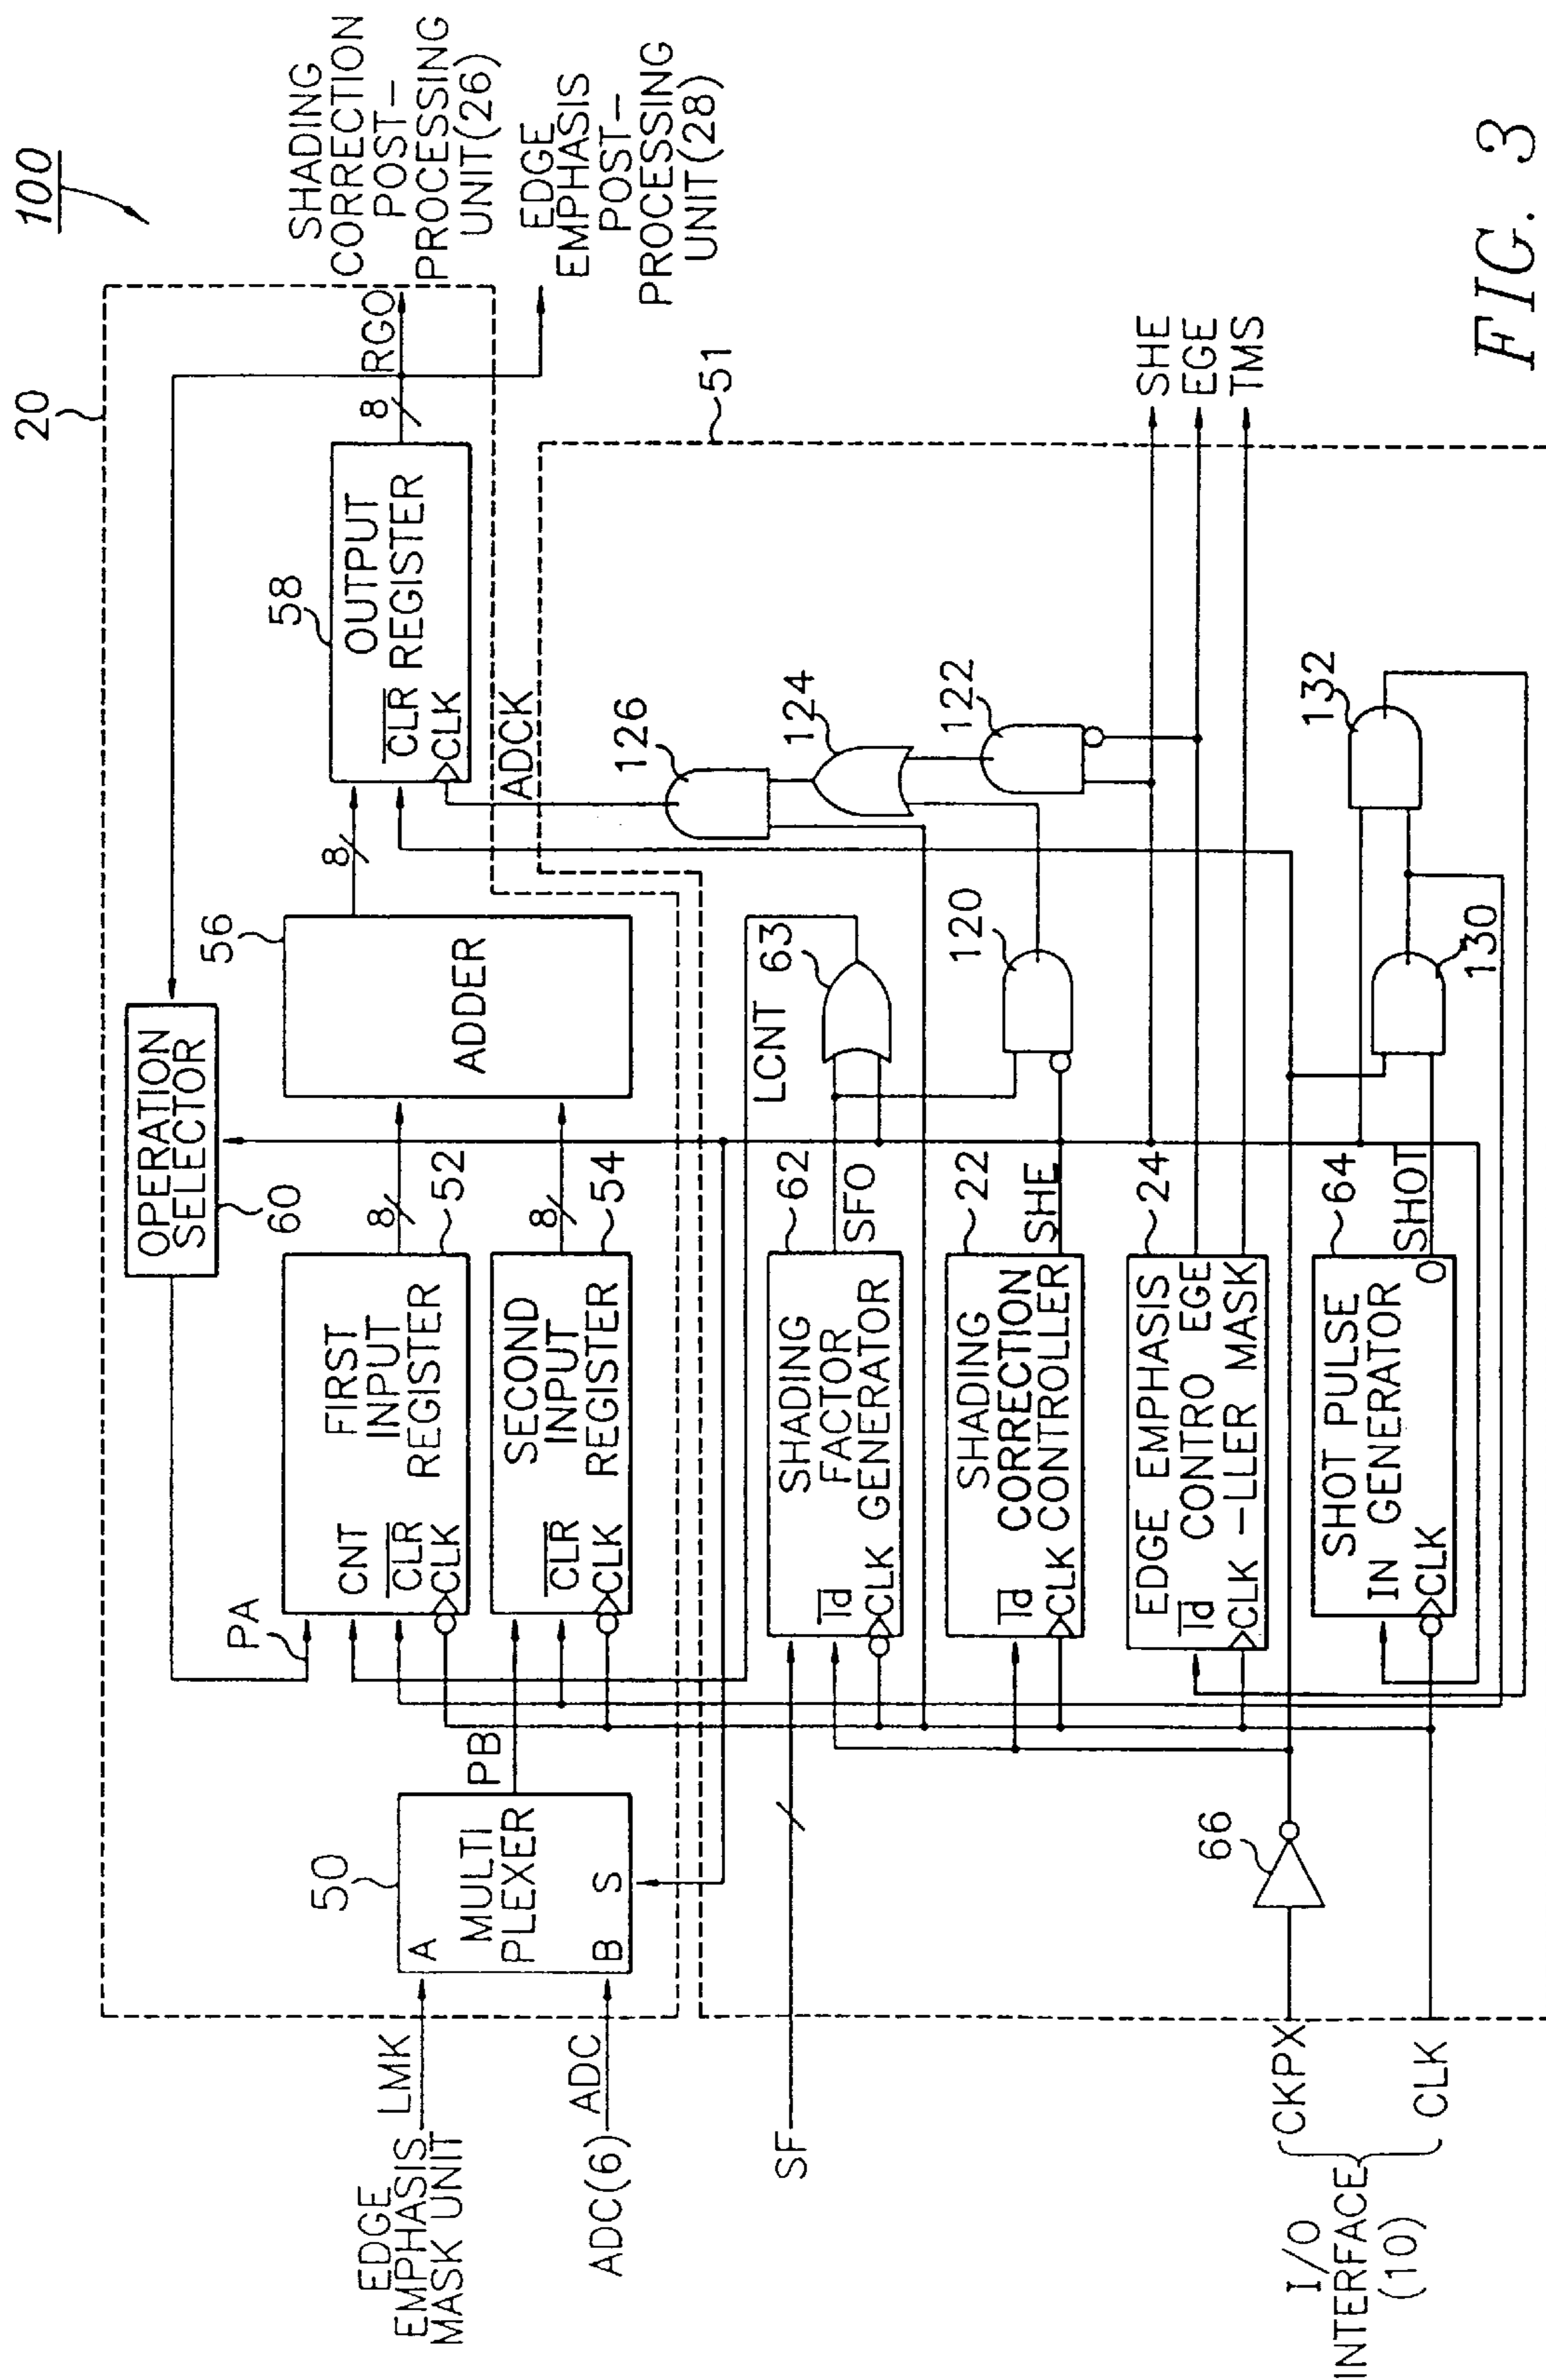 100
20
SHADING
CORRECTION
POST-
PROCESSING
UNIT(26)
EDGE
EMPHASIS
POST-
PROCESSING
UNIT(28)
OPERATION
SELECTOR
60
PA
EDGE
EMPHASIS
MASK UNIT
LMK
ADC(6)
ADC
50
A
MULTI
PLEXER
B
S
PB
FIRST
INPUT
REGISTER
CNT
CLR
CLK
52
8
SECOND
INPUT
REGISTER
CLR
CLK
54
8
56
ADDER
8
58
OUTPUT
REGISTER
CLR
CLK
8
RGO
ADCK
51
SF
SHADING
FACTOR
GENERATOR
Id
CLK
62
SFO
LCNT
63
SHADING
CORRECTION
CONTROLLER
Id
CLK
22
SHE
120
126
124
122
EDGE EMPHASIS
Id CONTRO EGE
CLK -LLER MASK
24
SHOT PULSE
IN GENERATOR
CLK
O
64
SHOT
130
132
SHE
EGE
TMS
66
I/O
INTERFACE
(10)
CKPX
CLK
FIG. 3